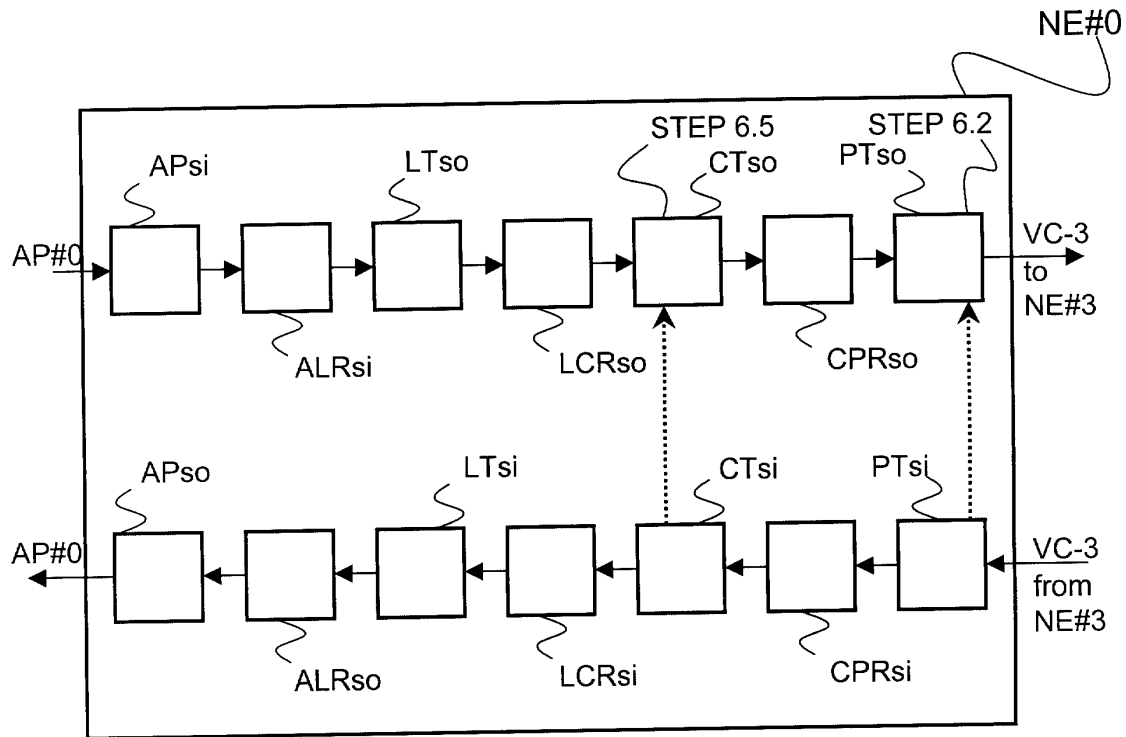 NE#0
STEP 6.5
STEP 6.2
APsi
LTso
CTso
PTso
AP#0
VC-3
to
NE#3
ALRsi
LCRso
CPRso
APso
LTsi
CTsi
PTsi
AP#0
VC-3
from
NE#3
ALRso
LCRsi
CPRsi